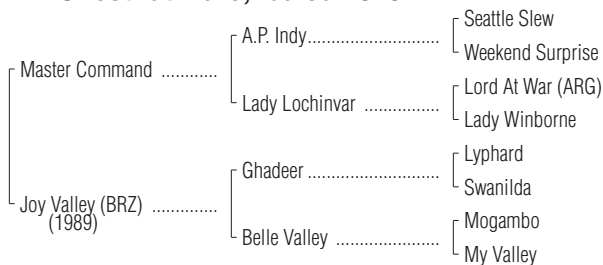 A.P. Indy
Seattle Slew
Weekend Surprise
Master Command
Lady Lochinvar
Lord At War (ARG)
Lady Winborne
Joy Valley (BRZ)
(1989)
Ghadeer
Lyphard
Swanilda
Belle Valley
Mogambo
My Valley